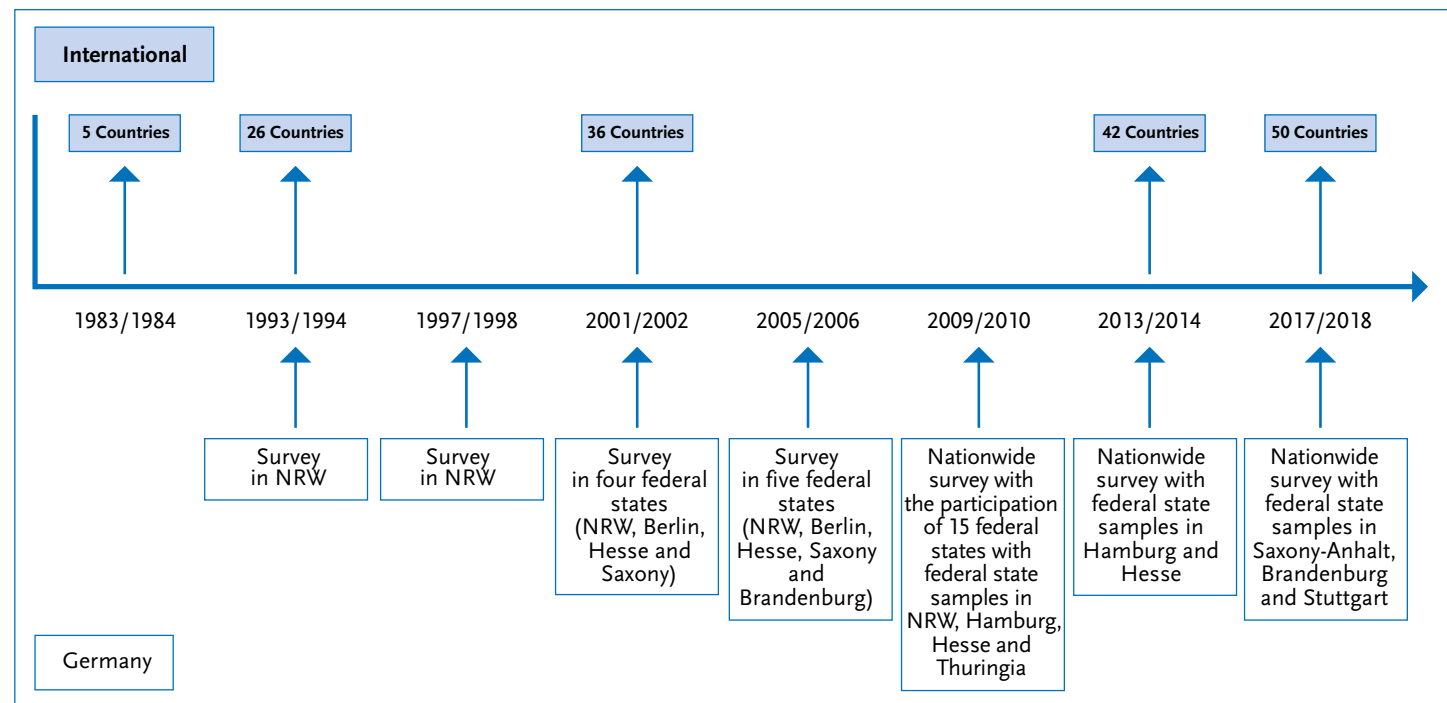 International
5 Countries
26 Countries
36 Countries
42 Countries
50 Countries
1983/1984
1993/1994
1997/1998
2001/2002
2005/2006
2009/2010
2013/2014
2017/2018
Survey
in NRW
Survey
in NRW
Survey
in four federal
states
(NRW, Berlin,
Hesse and
Saxony)
Survey
in five federal
states
(NRW, Berlin,
Hesse, Saxony
and
Brandenburg)
Nationwide
survey with
the participation
of 15 federal
states with
federal state
samples in
NRW, Hamburg,
Hesse and
Thuringia
Nationwide
survey with
federal state
samples in
Hamburg and
Hesse
Nationwide
survey with
federal state
samples in
Saxony-Anhalt,
Brandenburg
and Stuttgart
Germany